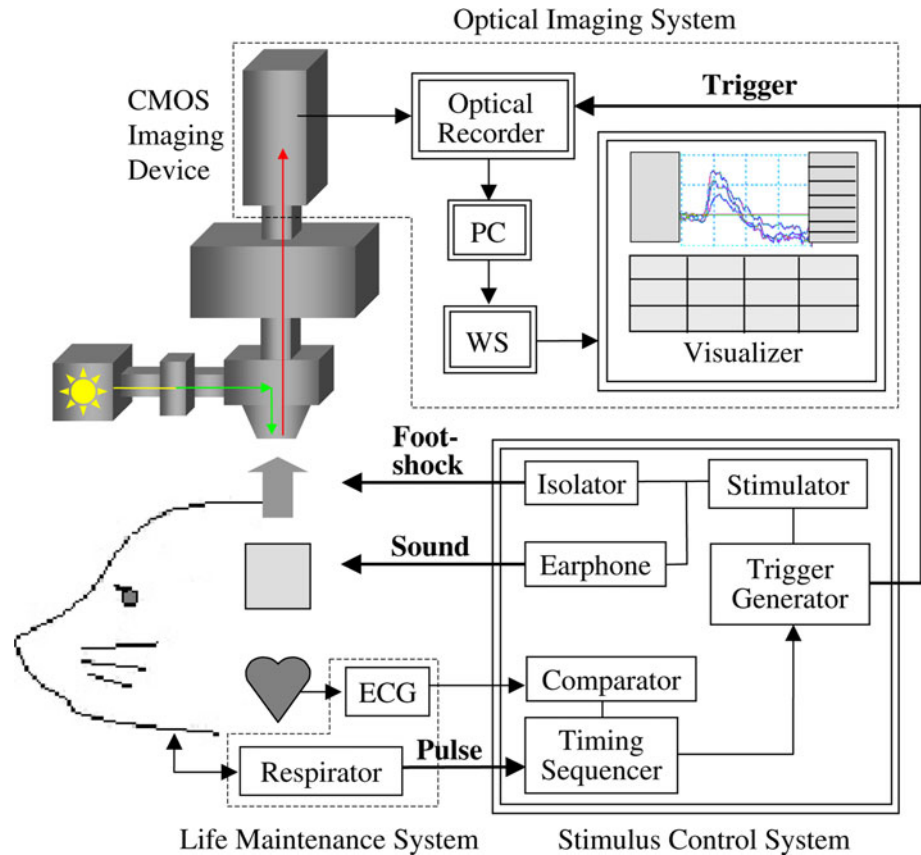 Optical Imaging System
CMOS
Imaging
Device
Optical
Recorder
Trigger
PC
WS
Visualizer
Foot-
shock
Isolator
Stimulator
Sound
Earphone
Trigger
Generator
ECG
Comparator
Respirator
Pulse
Timing
Sequencer
Life Maintenance System
Stimulus Control System